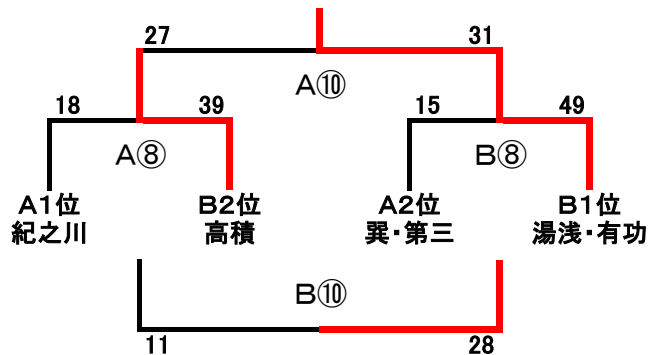 27 31
A⑩
18 39 15 49
A⑧ B⑧
A1位 B2位 A2位 B1位
紀之川 高積 巽・第三 湯浅・有功
B⑩
11 28